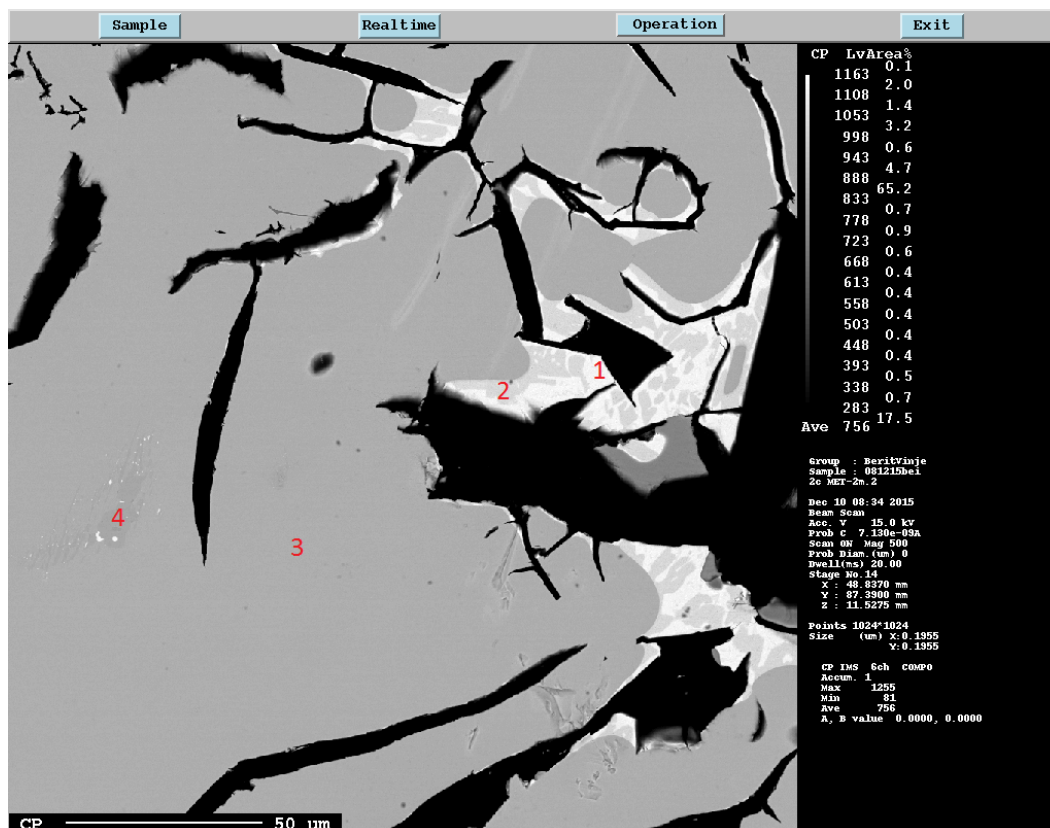 Sample Realtime Operation Exit
CP LvArea%
0.1
1163
2.0
1108
1.4
1053
3.2
998
0.6
943
4.7
888
65.2
833
0.7
778
0.9
723
0.6
668
0.4
613
0.4
558
0.4
503
0.4
448
0.4
393
0.5
338
0.7
283
17.5
Ave 756
1
2
3
4
Group : BeritVinje
Sample : 081215bei
2c MET-2m.2
Dec 10 08:34 2015
Beam Scan
Acc. V 15.0 kV
Prob C 7.130e-09A
Scan ON Mag 500
Prob Diam.(um) 0
Dwell(ms) 20.00
Stage No.14
X : 48.8370 mm
Y : 87.3900 mm
Z : 11.5275 mm
Points 1024*1024
Size (um) X:0.1955
Y:0.1955
CP IMS 6ch COMPO
Accum. 1
Max 1255
Min 81
Ave 756
A, B value 0.0000, 0.0000
CP 50 um